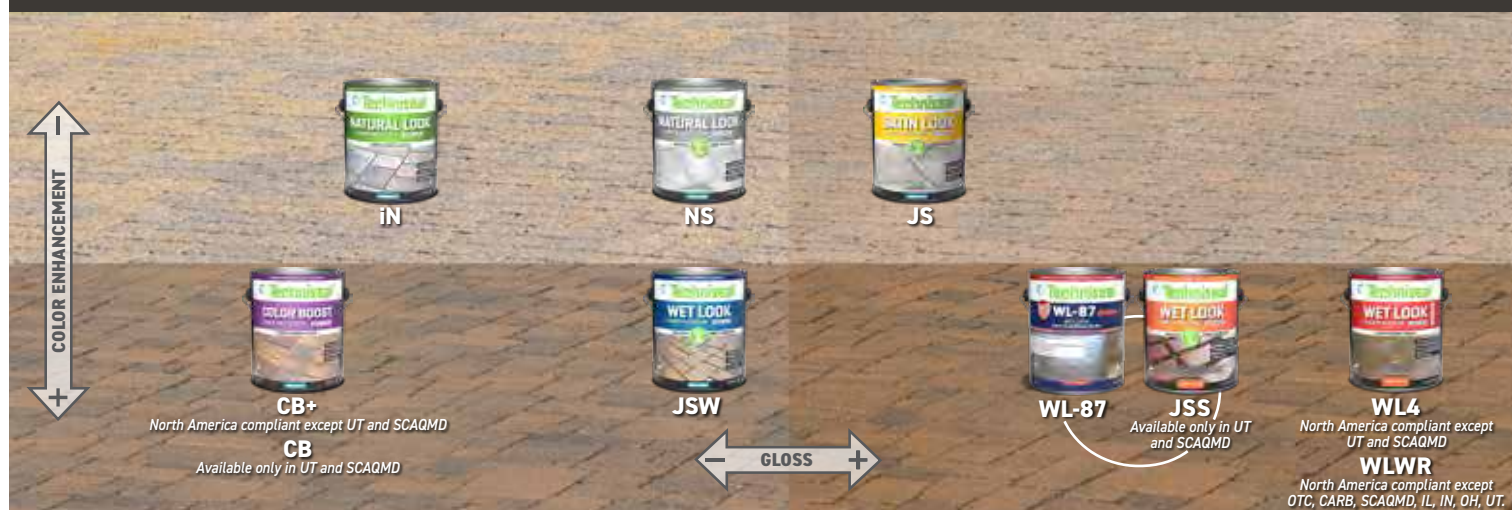 Techniseal
NATURAL LOOK
iN
Techniseal
NATURAL LOOK
NS
Techniseal
SATIN LOOK
JS
COLOR ENHANCEMENT
Techniseal
COLOR BOOST
CB+
North America compliant except UT and SCAQMD
CB
Available only in UT and SCAQMD
Techniseal
WET LOOK
JSW
GLOSS
Techniseal
WL-87
WL-87
Techniseal
WET LOOK
JSS
Available only in UT
and SCAQMD
Techniseal
WET LOOK
WL4
North America compliant except
UT and SCAQMD
WLWR
North America compliant except
OTC, CARB, SCAQMD, IL, IN, OH, UT.